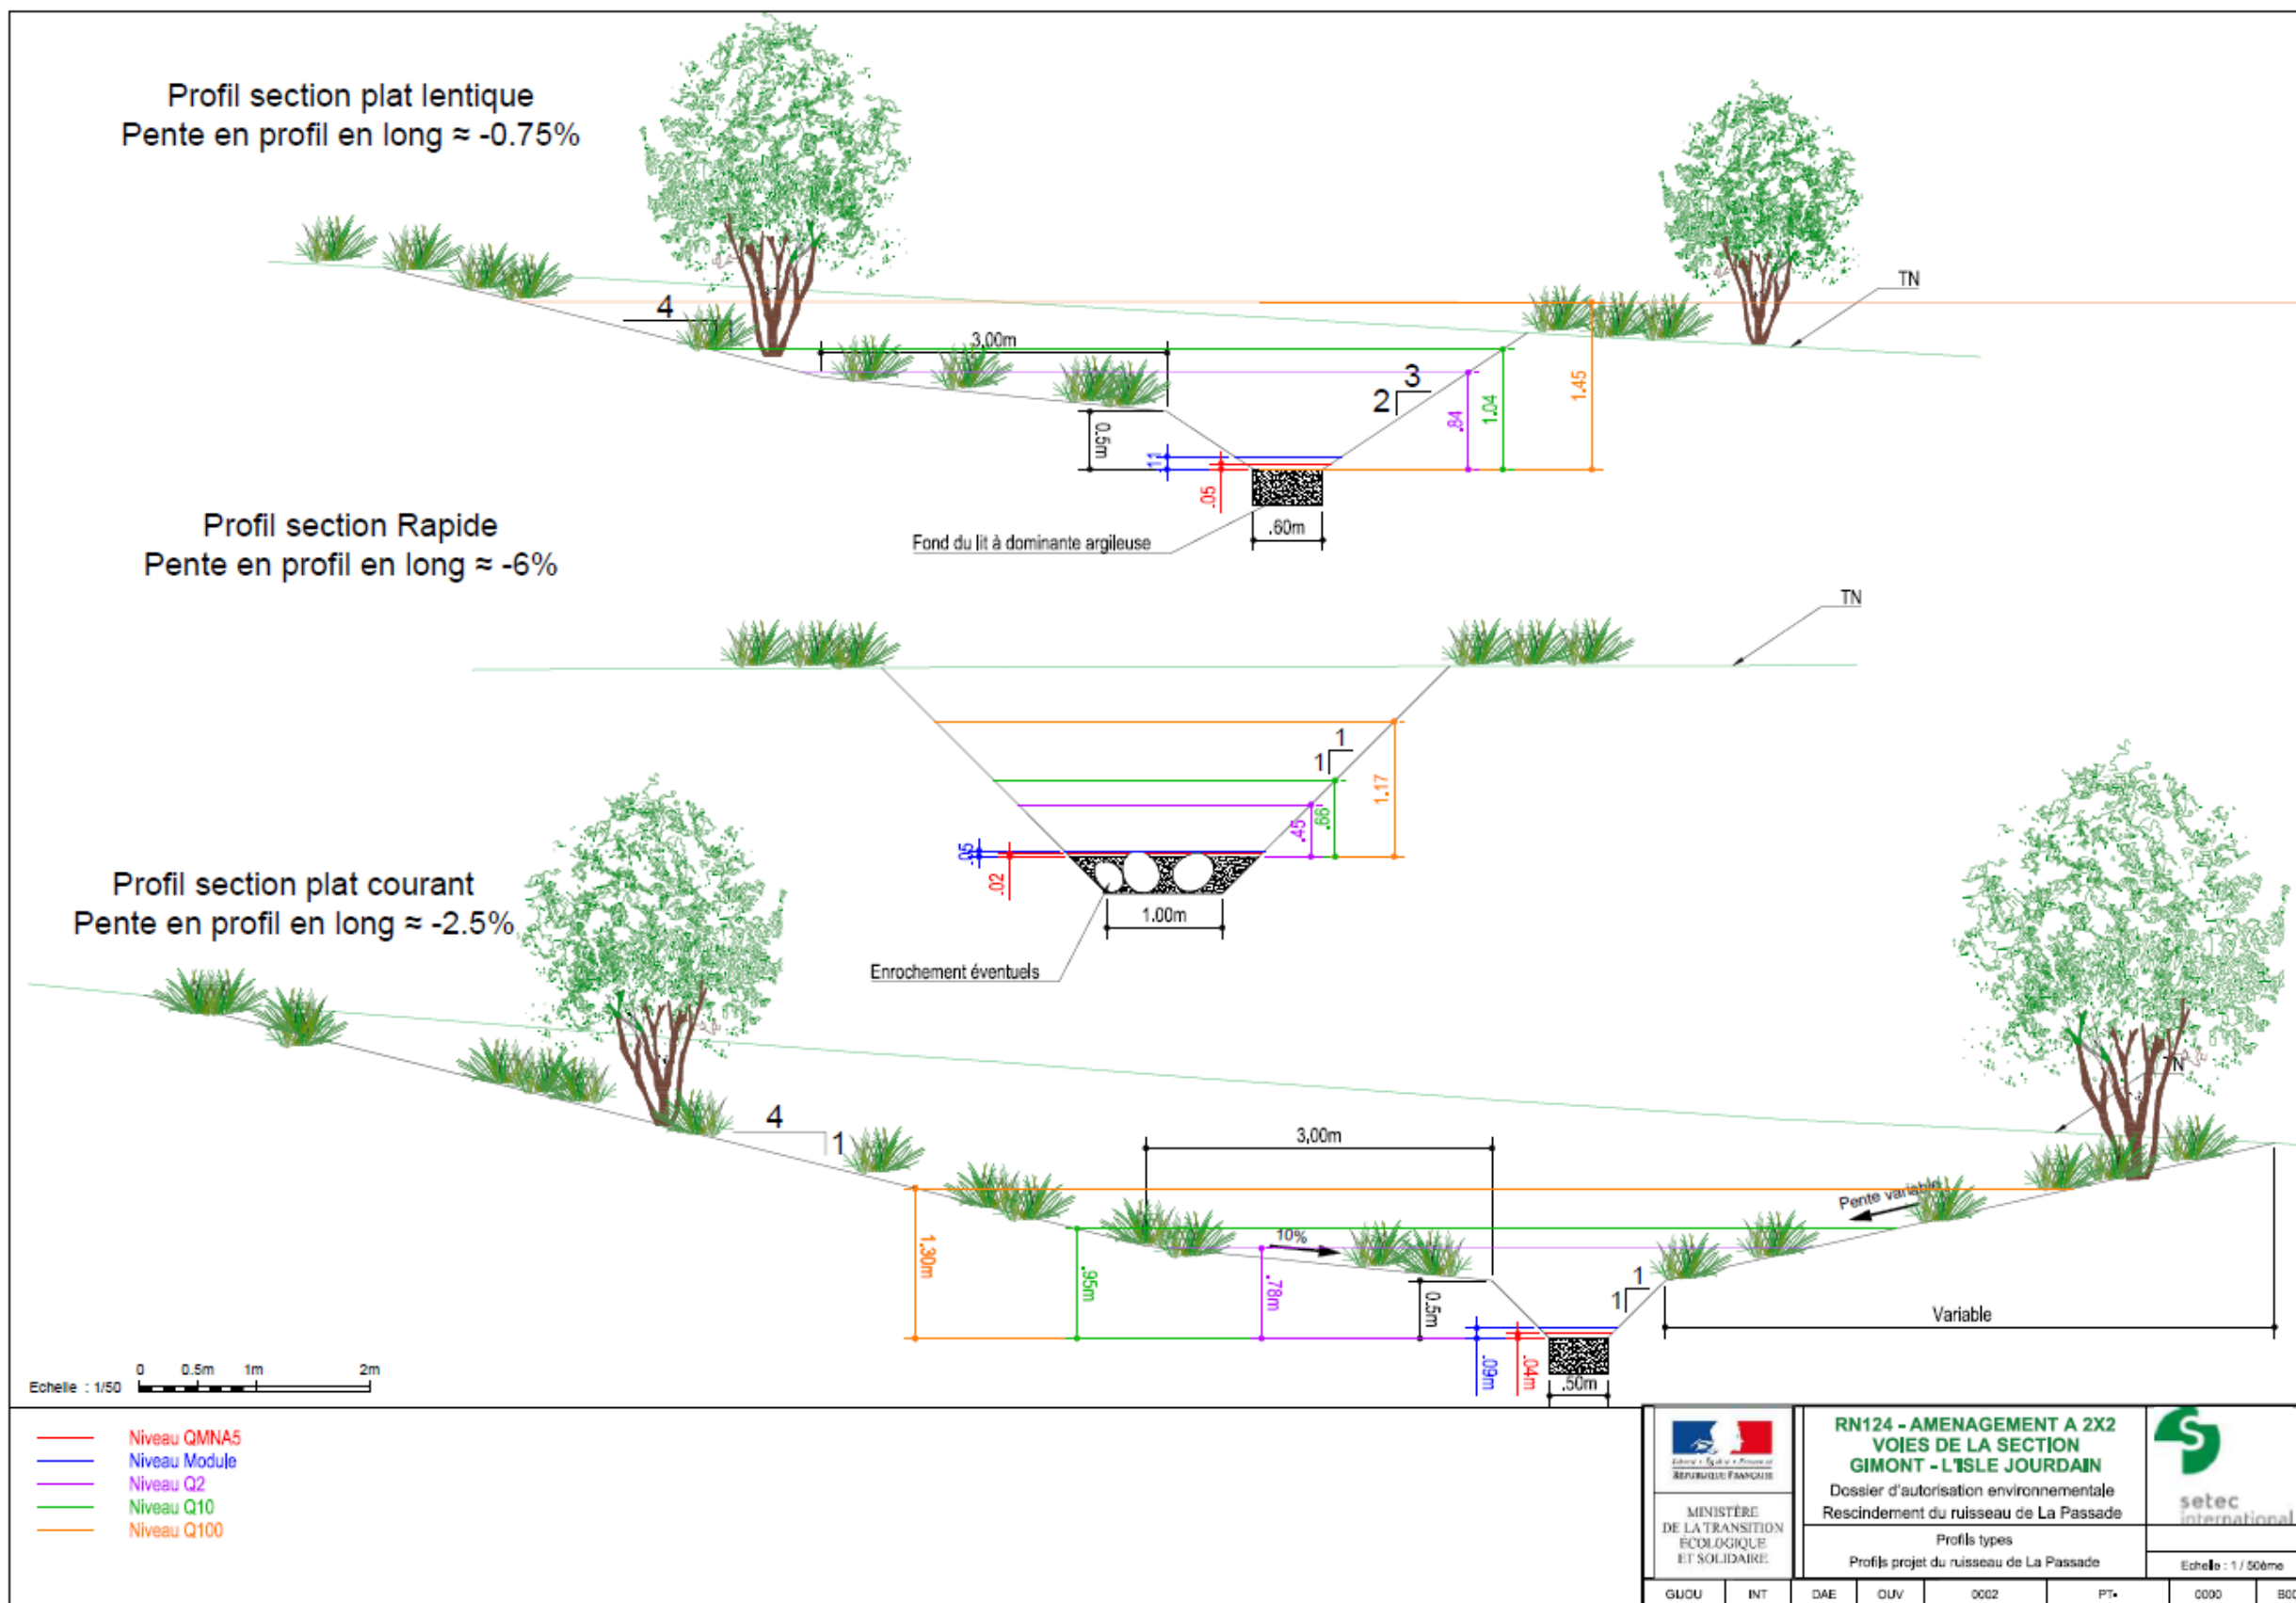 Profil section plat lentique
Pente en profil en long ≈ -0.75%
TN
4
3,00m
3
2
.84
1.04
1.45
0.5m
.11
.05
.60m
Fond du lit à dominante argileuse
Profil section Rapide
Pente en profil en long ≈ -6%
TN
1
1
1.17
.66
.45
.05
.02
1.00m
Enrochement éventuels
Profil section plat courant
Pente en profil en long ≈ -2.5%
TN
4
1
3,00m
Pente variable
10%
1.30m
.95m
.78m
0.5m
1
1
Variable
.09m
.04m
.50m
0 0.5m 1m 2m
Echelle : 1/50
Niveau QMNA5
Niveau Module
Niveau Q2
Niveau Q10
Niveau Q100
RÉPUBLIQUE FRANÇAISE
MINISTÈRE
DE LA TRANSITION
ÉCOLOGIQUE
ET SOLIDAIRE
RN124 - AMENAGEMENT A 2X2
VOIES DE LA SECTION
GIMONT - L'ISLE JOURDAIN
Dossier d'autorisation environnementale
Rescindement du ruisseau de La Passade
Profils types
Profils projet du ruisseau de La Passade
setec
international
Echelle : 1 / 50ème
GIJOU INT DAE OUV 0002 PT- 0000